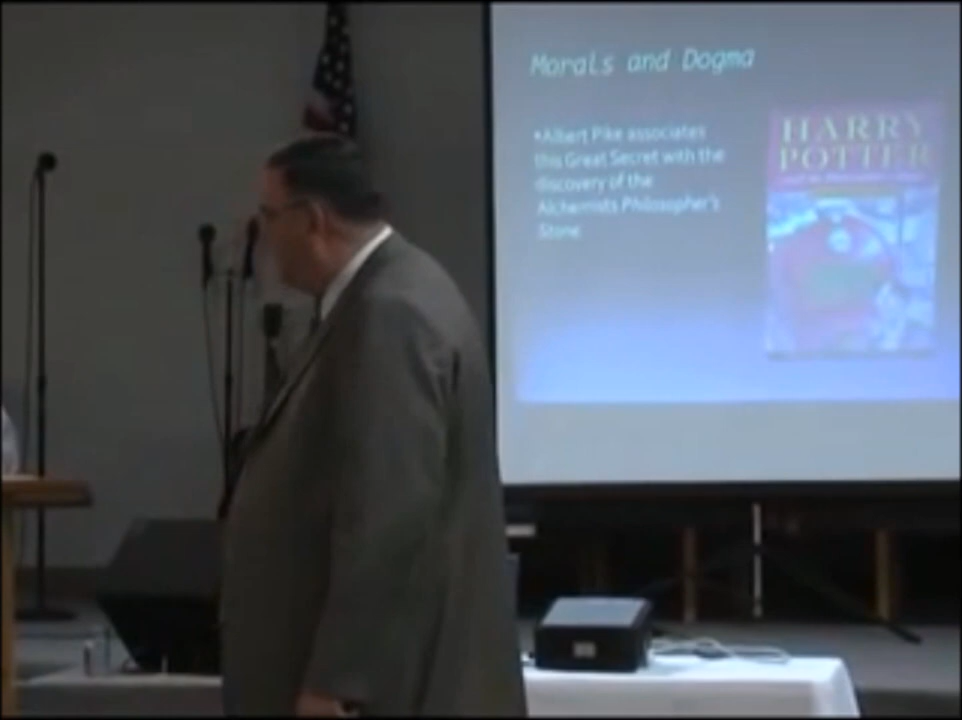 Morals and Dogma
•Albert Pike associates
this Great Secret with the
discovery of the
Alchemists Philosopher's
Stone
HARRY
POTTER